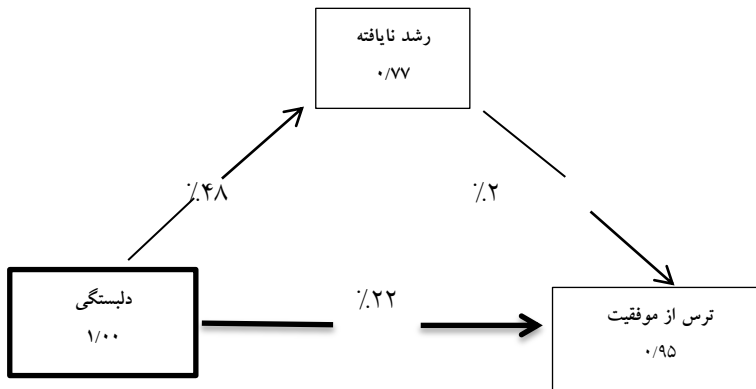 رشد نایافته
۰/۷۷
٪۴۸
٪۲
دلبستگی
۱/۰۰
٪۲۲
ترس از موفقیت
۰/۹۵